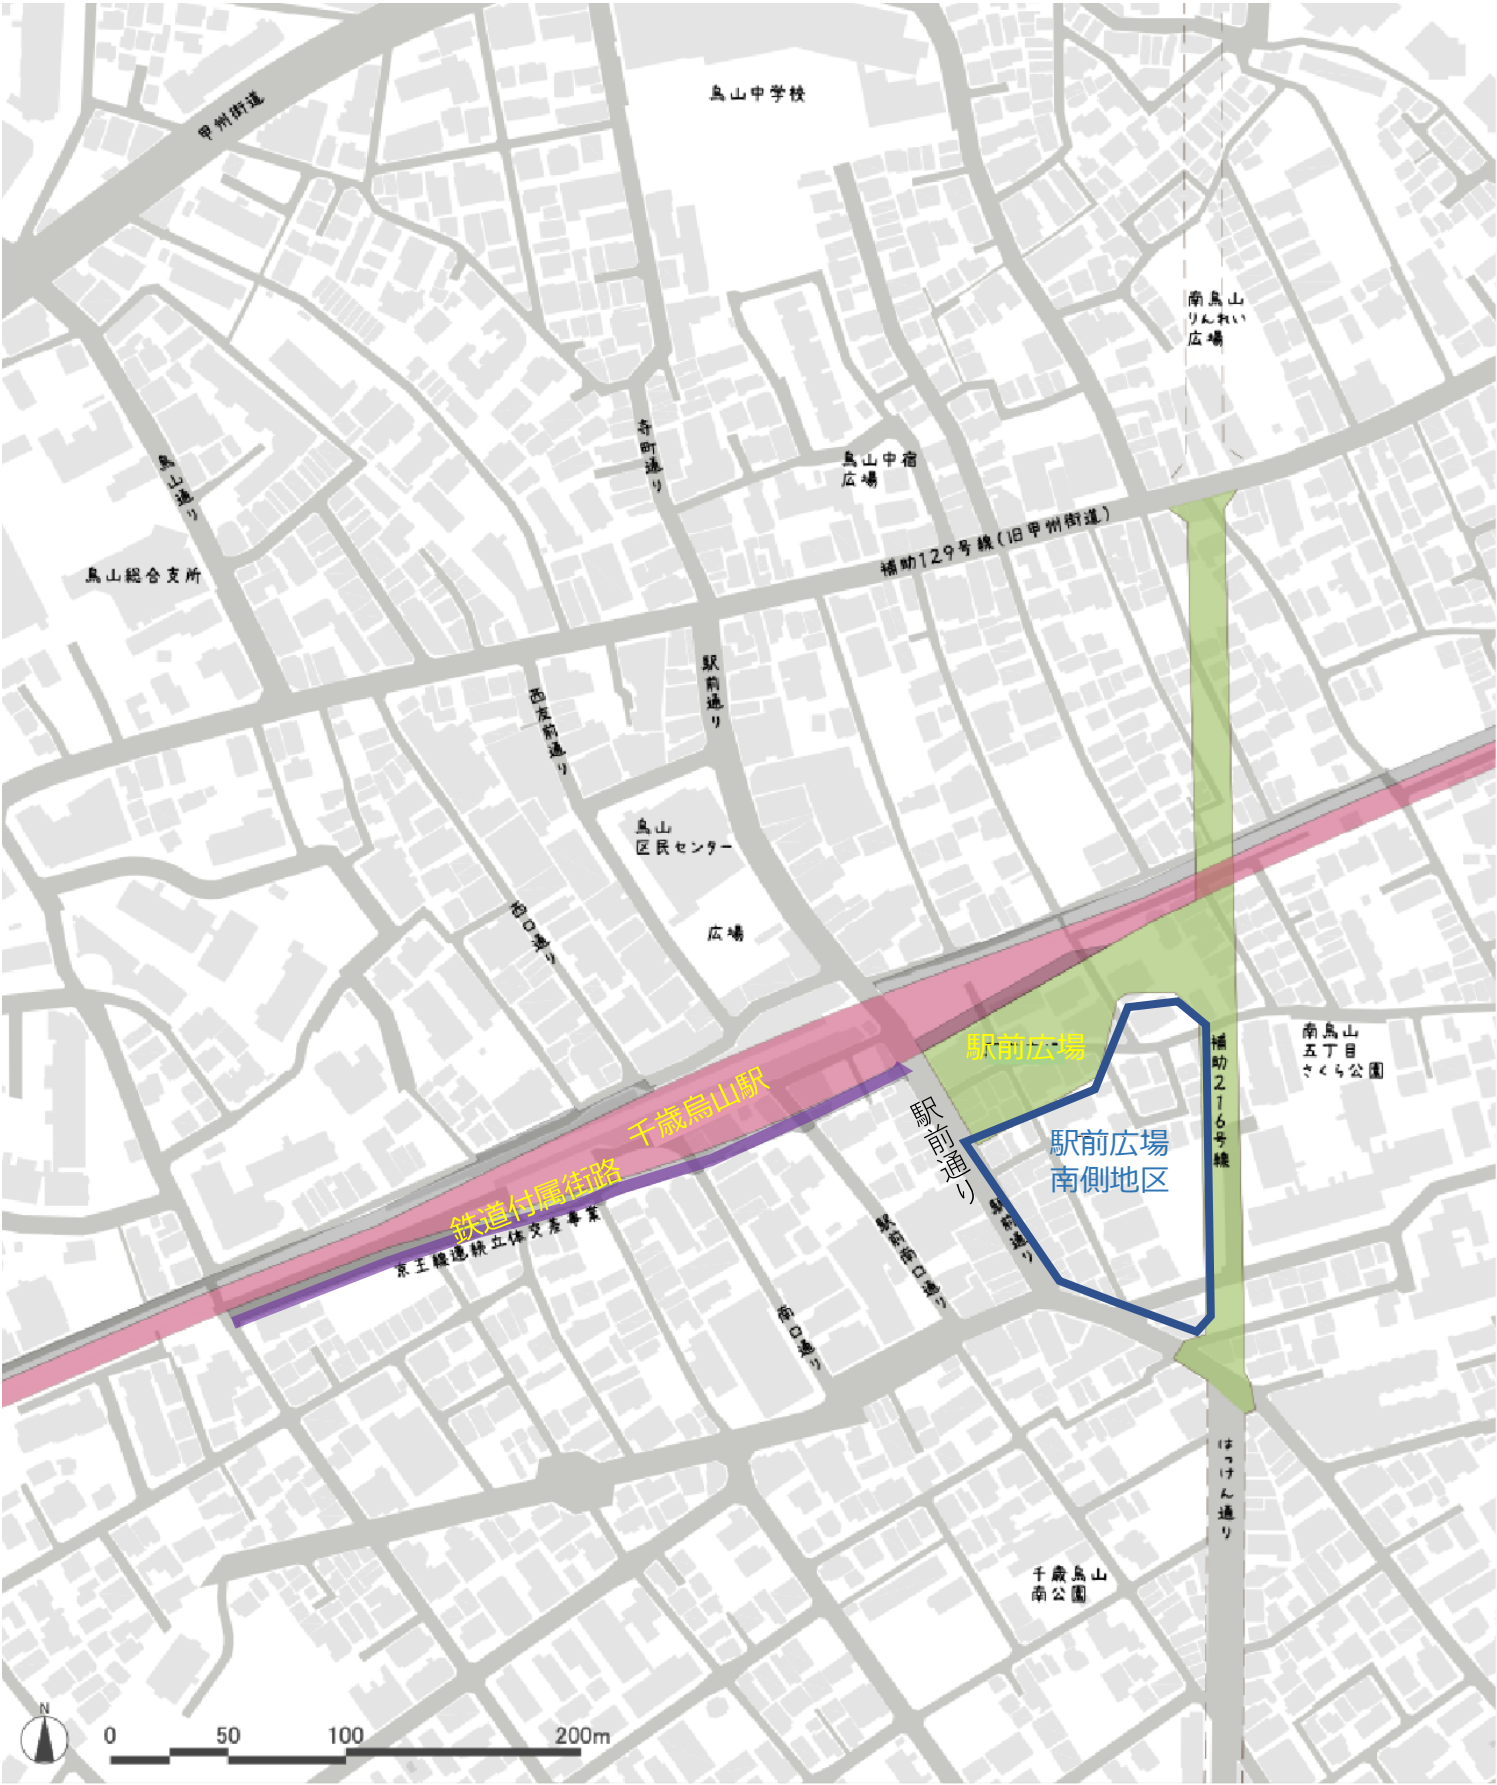 烏山中学校
甲州街道
南烏山
りんれい
広場
寺町通り
烏山中宿
広場
烏山通り
補助129号線(旧甲州街道)
烏山総合支所
駅前通り
西友前通り
烏山
区民センター
西口通り
広場
南烏山
五丁目
さくら公園
駅前広場
補助216号線
千歳烏山駅
駅前通り
駅前広場
南側地区
鉄道付属街路
京王線連続立体交差事業
駅前通り
駅前南口通り
南口通り
はっけん通り
千歳烏山
南公園
N
0 50 100 200m